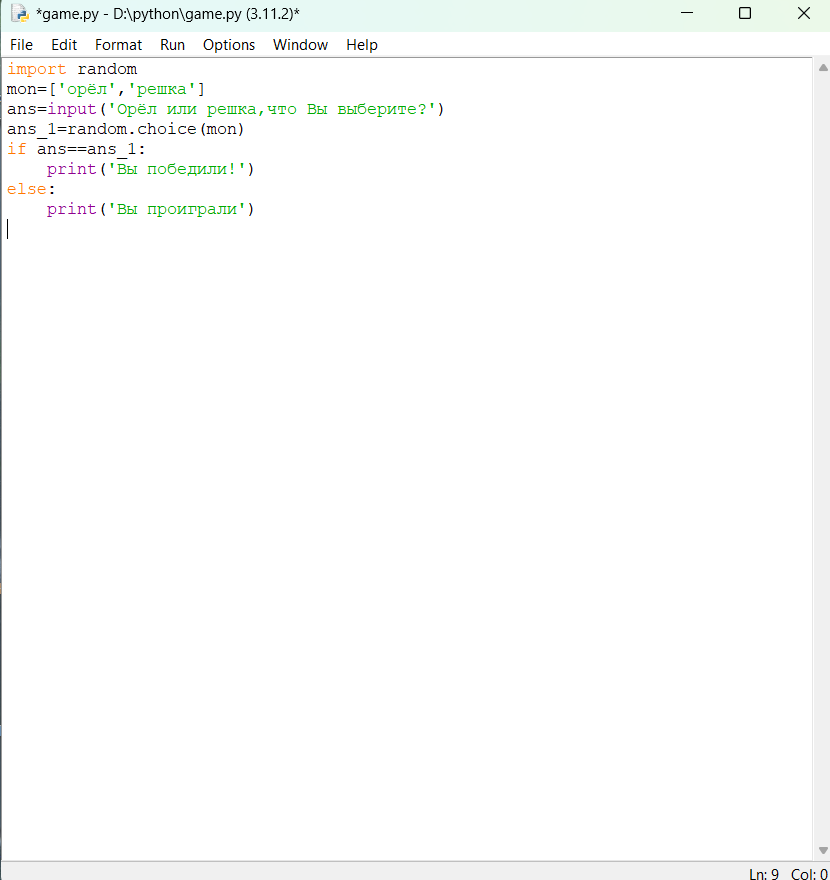 *game.py - D:\python\game.py (3.11.2)*
File Edit Format Run Options Window Help
import random
mon=['орёл','решка']
ans=input('Орёл или решка,что Вы выберите?')
ans_1=random.choice(mon)
if ans==ans_1:
    print('Вы победили!')
else:
    print('Вы проиграли')
Ln: 9 Col: 0